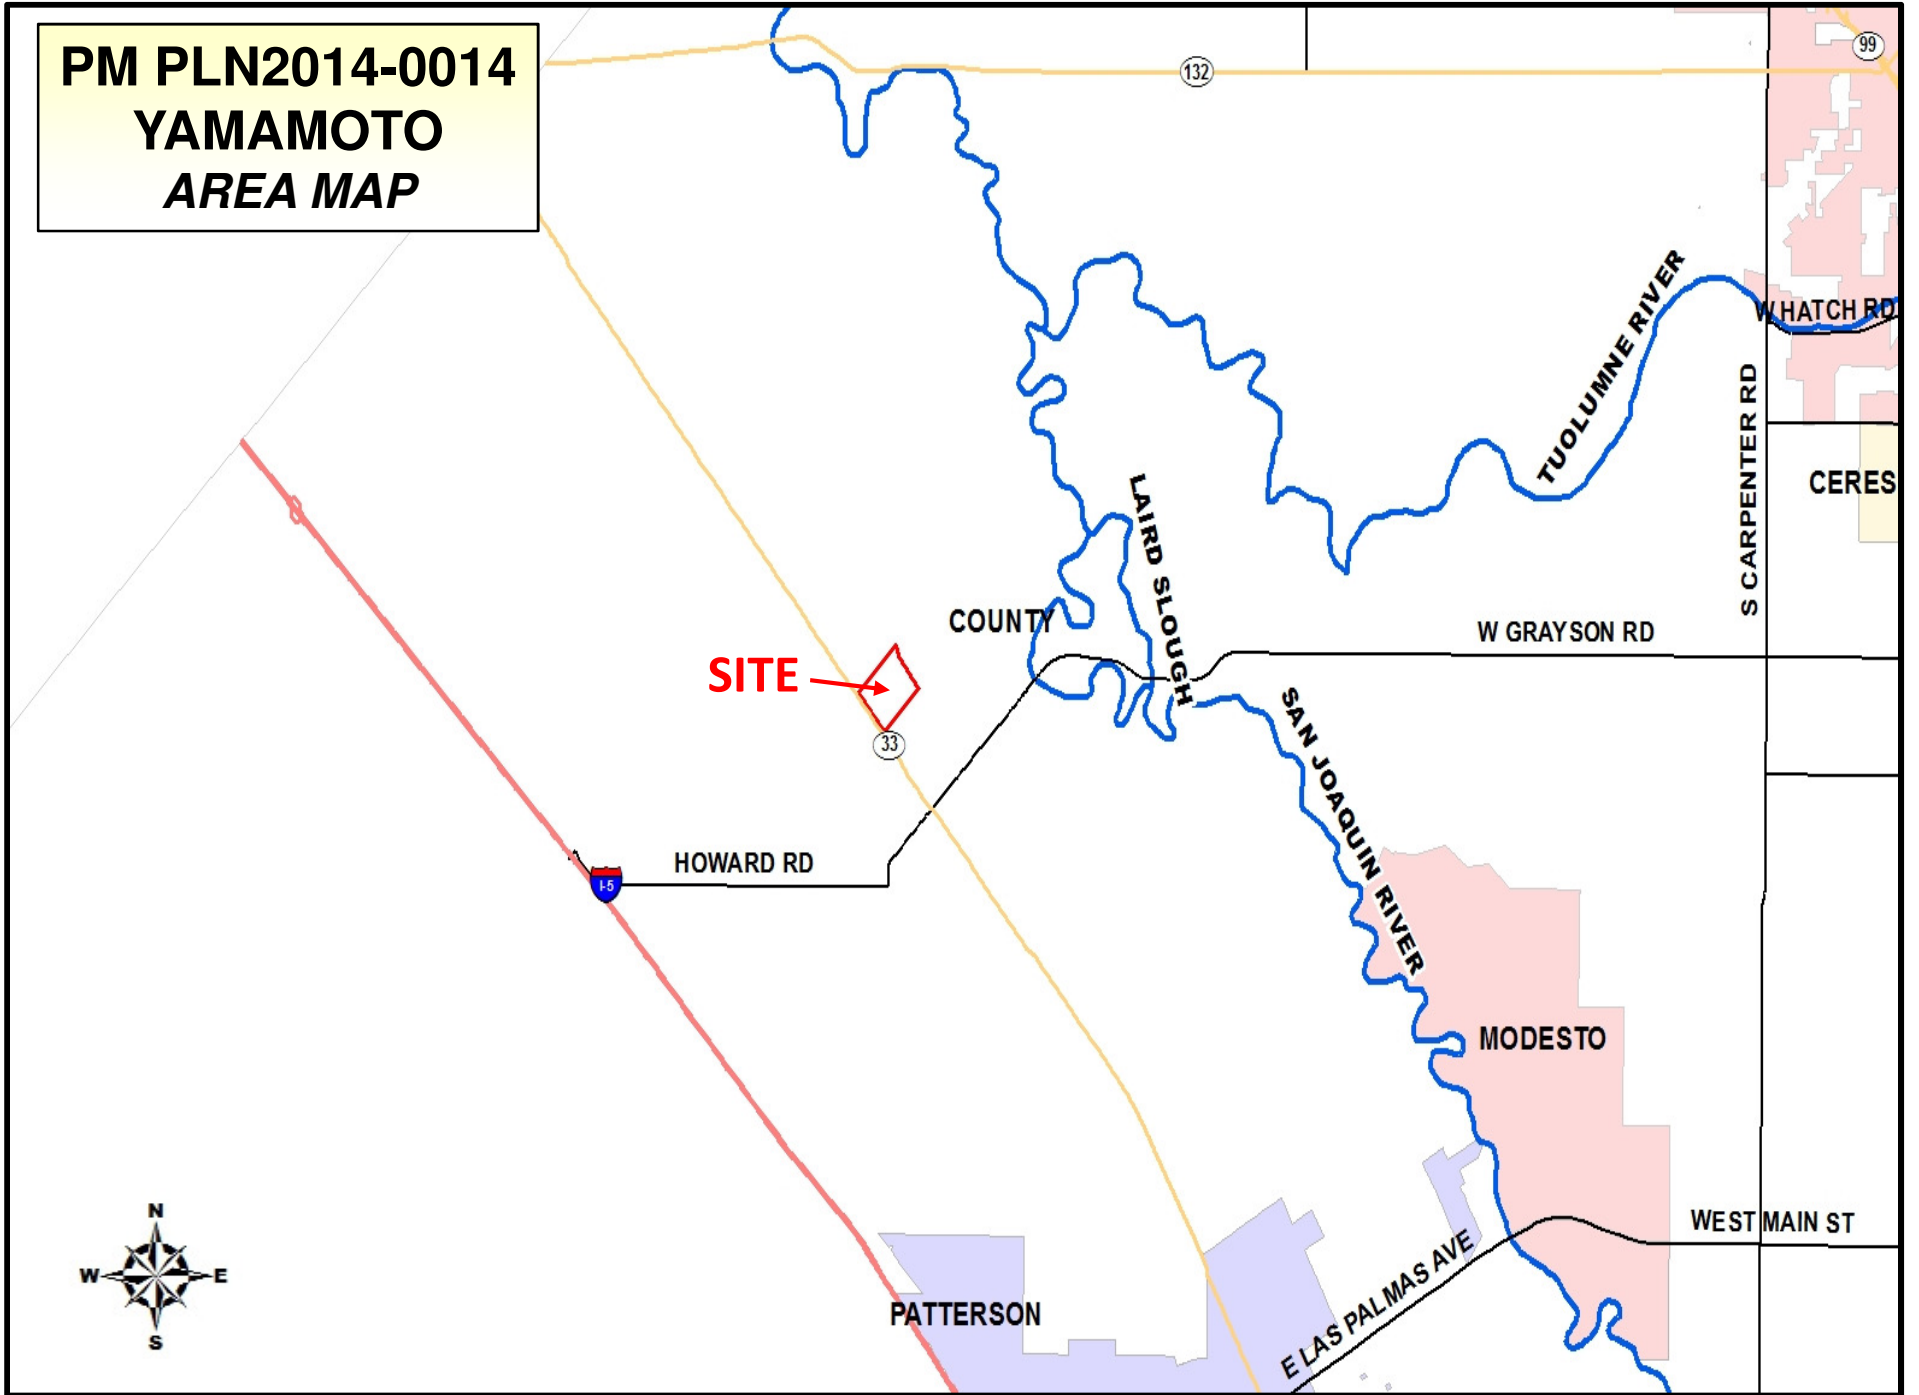 PM PLN2014-0014
YAMAMOTO
AREA MAP
99
132
TUOLUMNE RIVER
W HATCH RD
S CARPENTER RD
CERES
LAIRD SLOUGH
COUNTY
W GRAYSON RD
SITE
33
SAN JOAQUIN RIVER
HOWARD RD
I-5
MODESTO
WEST MAIN ST
E LAS PALMAS AVE
PATTERSON
N
W
E
S